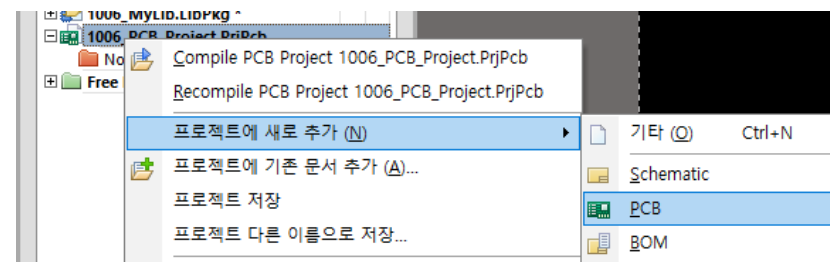 1006_MyLib.LibPkg *
1006_PCB_Project.PrjPcb
No
Free
Compile PCB Project 1006_PCB_Project.PrjPcb
Recompile PCB Project 1006_PCB_Project.PrjPcb
프로젝트에 새로 추가 (N)
프로젝트에 기존 문서 추가 (A)...
프로젝트 저장
프로젝트 다른 이름으로 저장...
기타 (O) Ctrl+N
Schematic
PCB
BOM